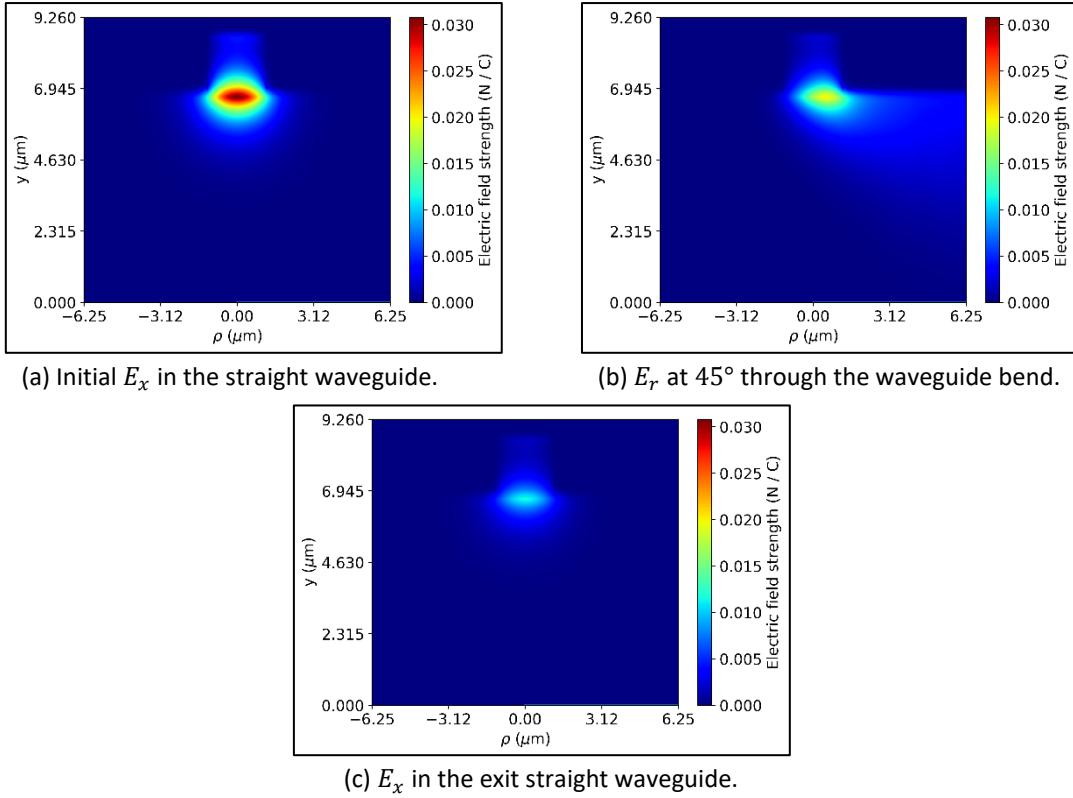 9.260
6.945
4.630
2.315
0.000
y (μm)
−6.25 −3.12 0.00 3.12 6.25
ρ (μm)
0.030
0.025
0.020
0.015
0.010
0.005
0.000
Electric field strength (N / C)
(a) Initial Eₓ in the straight waveguide.
9.260
6.945
4.630
2.315
0.000
y (μm)
−6.25 −3.12 0.00 3.12 6.25
ρ (μm)
0.030
0.025
0.020
0.015
0.010
0.005
0.000
Electric field strength (N / C)
(b) Eᵣ at 45° through the waveguide bend.
9.260
6.945
4.630
2.315
0.000
y (μm)
−6.25 −3.12 0.00 3.12 6.25
ρ (μm)
0.030
0.025
0.020
0.015
0.010
0.005
0.000
Electric field strength (N / C)
(c) Eₓ in the exit straight waveguide.